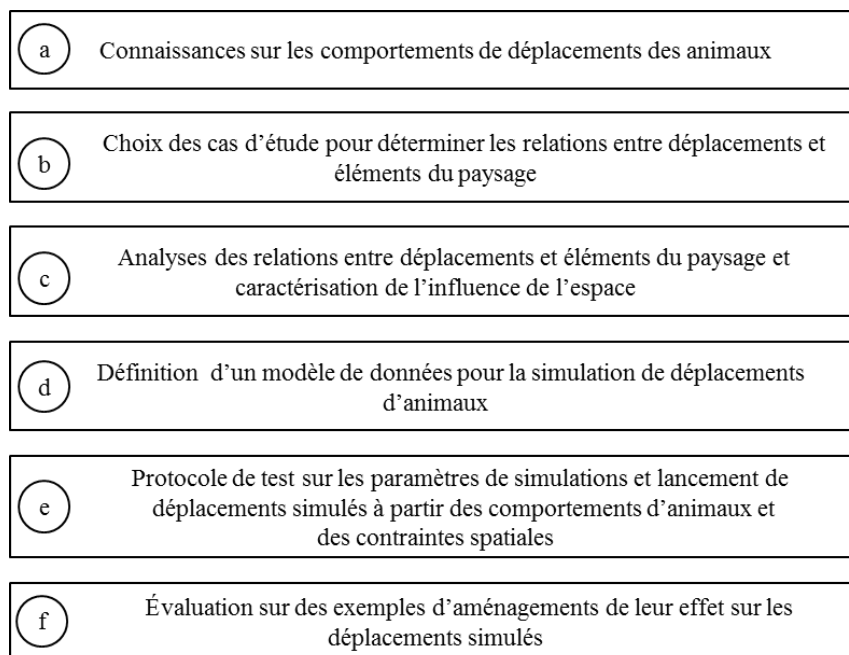 a Connaissances sur les comportements de déplacements des animaux
b Choix des cas d'étude pour déterminer les relations entre déplacements et
éléments du paysage
c Analyses des relations entre déplacements et éléments du paysage et
caractérisation de l'influence de l'espace
d Définition d'un modèle de données pour la simulation de déplacements
d'animaux
e Protocole de test sur les paramètres de simulations et lancement de
déplacements simulés à partir des comportements d'animaux et
des contraintes spatiales
f Évaluation sur des exemples d'aménagements de leur effet sur les
déplacements simulés